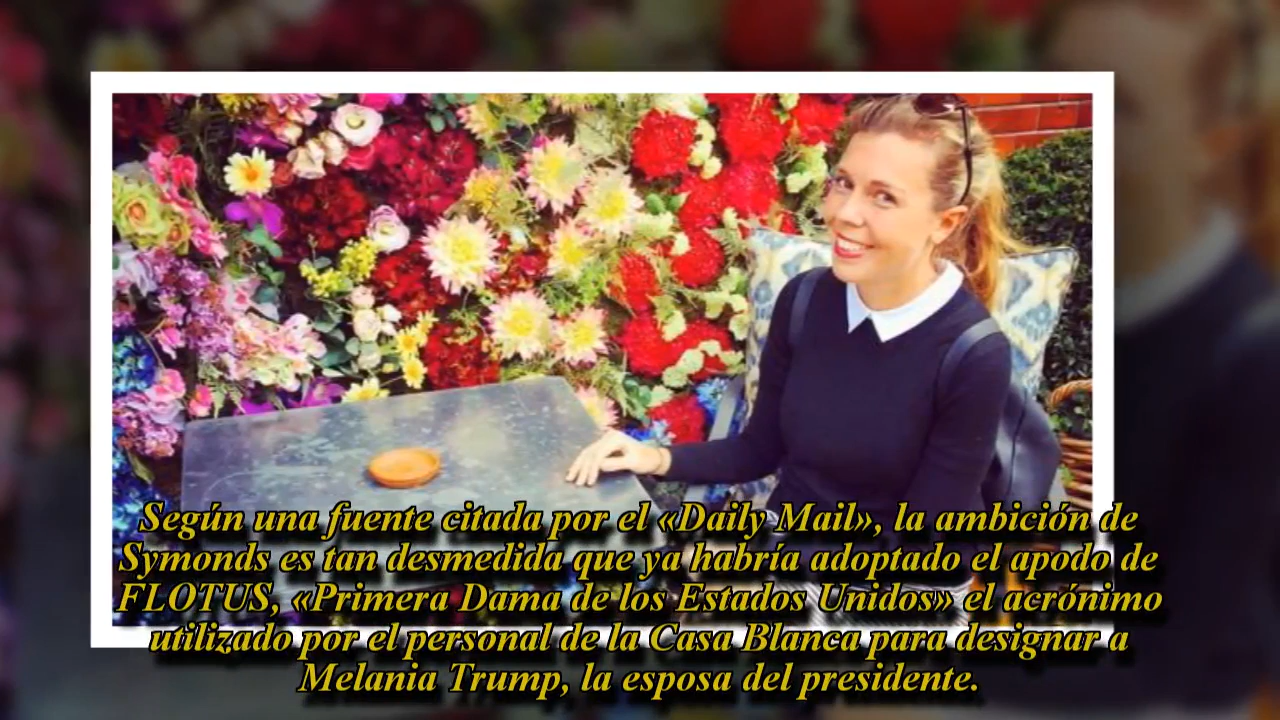 Según una fuente citada por el «Daily Mail», la ambición de
Symonds es tan desmedida que ya habría adoptado el apodo de
FLOTUS, «Primera Dama de los Estados Unidos» el acrónimo
utilizado por el personal de la Casa Blanca para designar a
Melania Trump, la esposa del presidente.